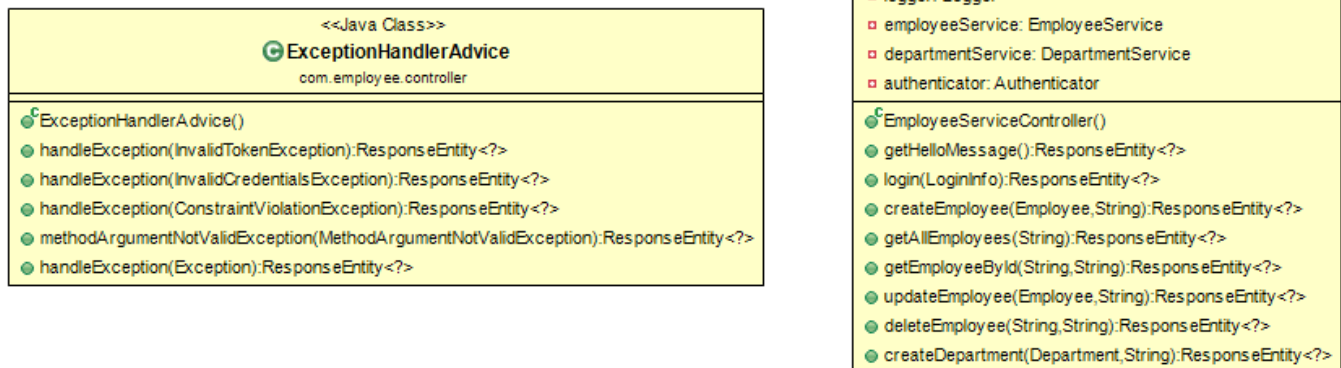 <<Java Class>>
ExceptionHandlerAdvice
com.employee.controller
ExceptionHandlerAdvice()
handleException(InvalidTokenException):ResponseEntity<?>
handleException(InvalidCredentialsException):ResponseEntity<?>
handleException(ConstraintViolationException):ResponseEntity<?>
methodArgumentNotValidException(MethodArgumentNotValidException):ResponseEntity<?>
handleException(Exception):ResponseEntity<?>
logger: Logger
employeeService: EmployeeService
departmentService: DepartmentService
authenticator: Authenticator
EmployeeServiceController()
getHelloMessage():ResponseEntity<?>
login(LoginInfo):ResponseEntity<?>
createEmployee(Employee,String):ResponseEntity<?>
getAllEmployees(String):ResponseEntity<?>
getEmployeeById(String,String):ResponseEntity<?>
updateEmployee(Employee,String):ResponseEntity<?>
deleteEmployee(String,String):ResponseEntity<?>
createDepartment(Department,String):ResponseEntity<?>